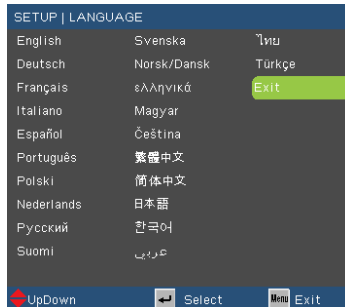 SETUP | LANGUAGE
English
Deutsch
Français
Italiano
Español
Português
Polski
Nederlands
Русский
Suomi
Svenska
Norsk/Dansk
ελληνικά
Magyar
Čeština
繁體中文
简体中文
日本語
한국어
عربي
ไทย
Türkçe
Exit
UpDown
Select
Menu Exit